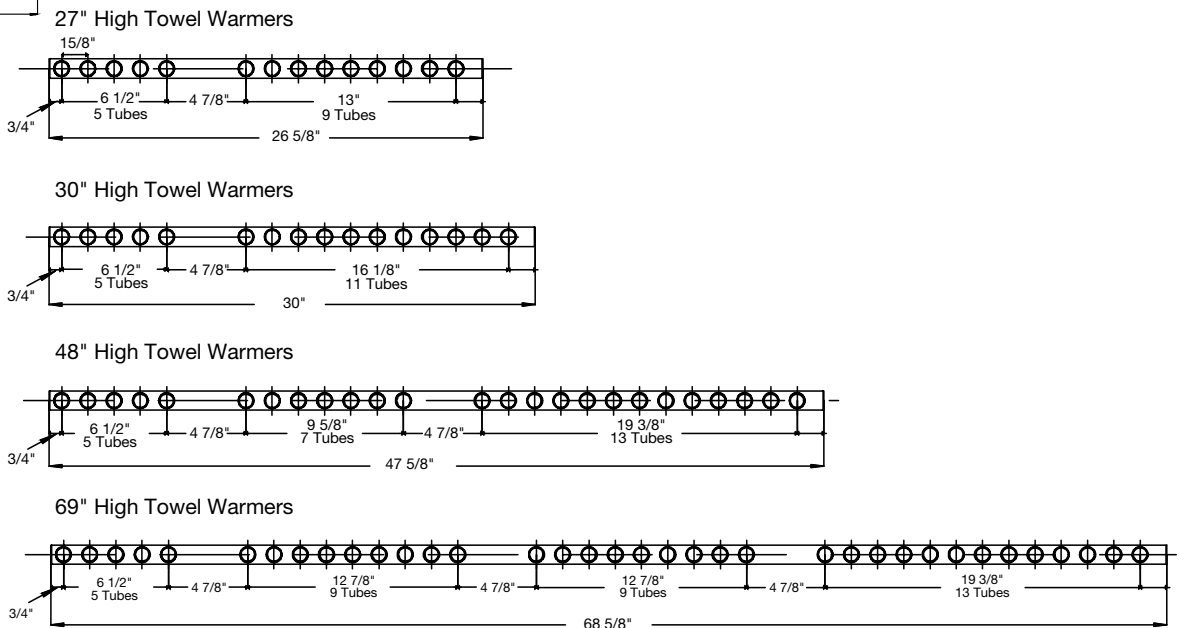 27" High Towel Warmers
15/8"
6 1/2"
5 Tubes
4 7/8"
13"
9 Tubes
3/4"
26 5/8"
30" High Towel Warmers
6 1/2"
5 Tubes
4 7/8"
16 1/8"
11 Tubes
3/4"
30"
48" High Towel Warmers
6 1/2"
5 Tubes
4 7/8"
9 5/8"
7 Tubes
4 7/8"
19 3/8"
13 Tubes
3/4"
47 5/8"
69" High Towel Warmers
6 1/2"
5 Tubes
4 7/8"
12 7/8"
9 Tubes
4 7/8"
12 7/8"
9 Tubes
4 7/8"
19 3/8"
13 Tubes
3/4"
68 5/8"